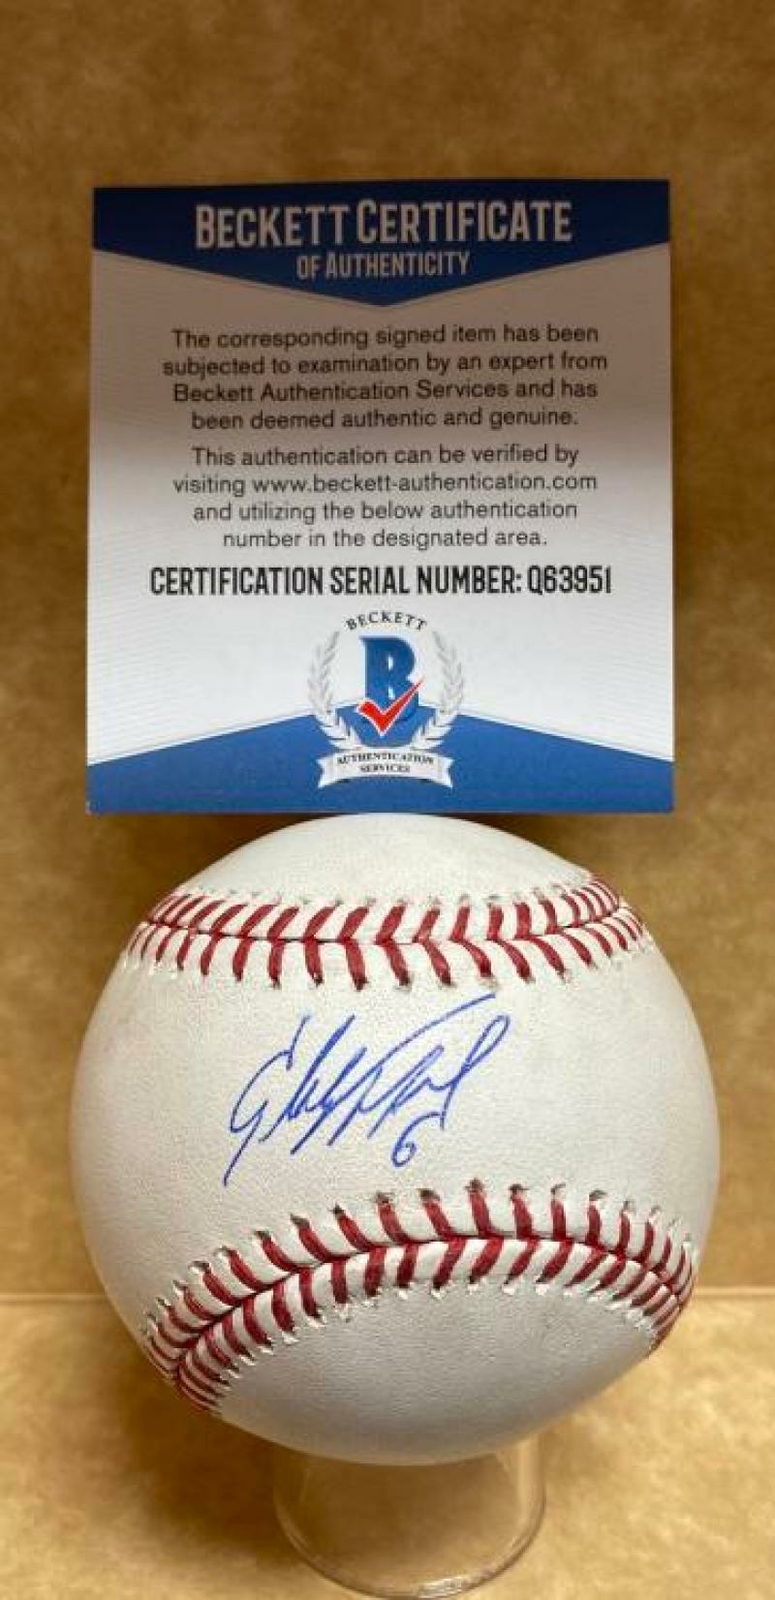 BECKETT CERTIFICATE
OF AUTHENTICITY
The corresponding signed item has been
subjected to examination by an expert from
Beckett Authentication Services and has
been deemed authentic and genuine.
This authentication can be verified by
visiting www.beckett-authentication.com
and utilizing the below authentication
number in the designated area.
CERTIFICATION SERIAL NUMBER: Q63951
BECKETT
B
AUTHENTICATION
SERVICES
6